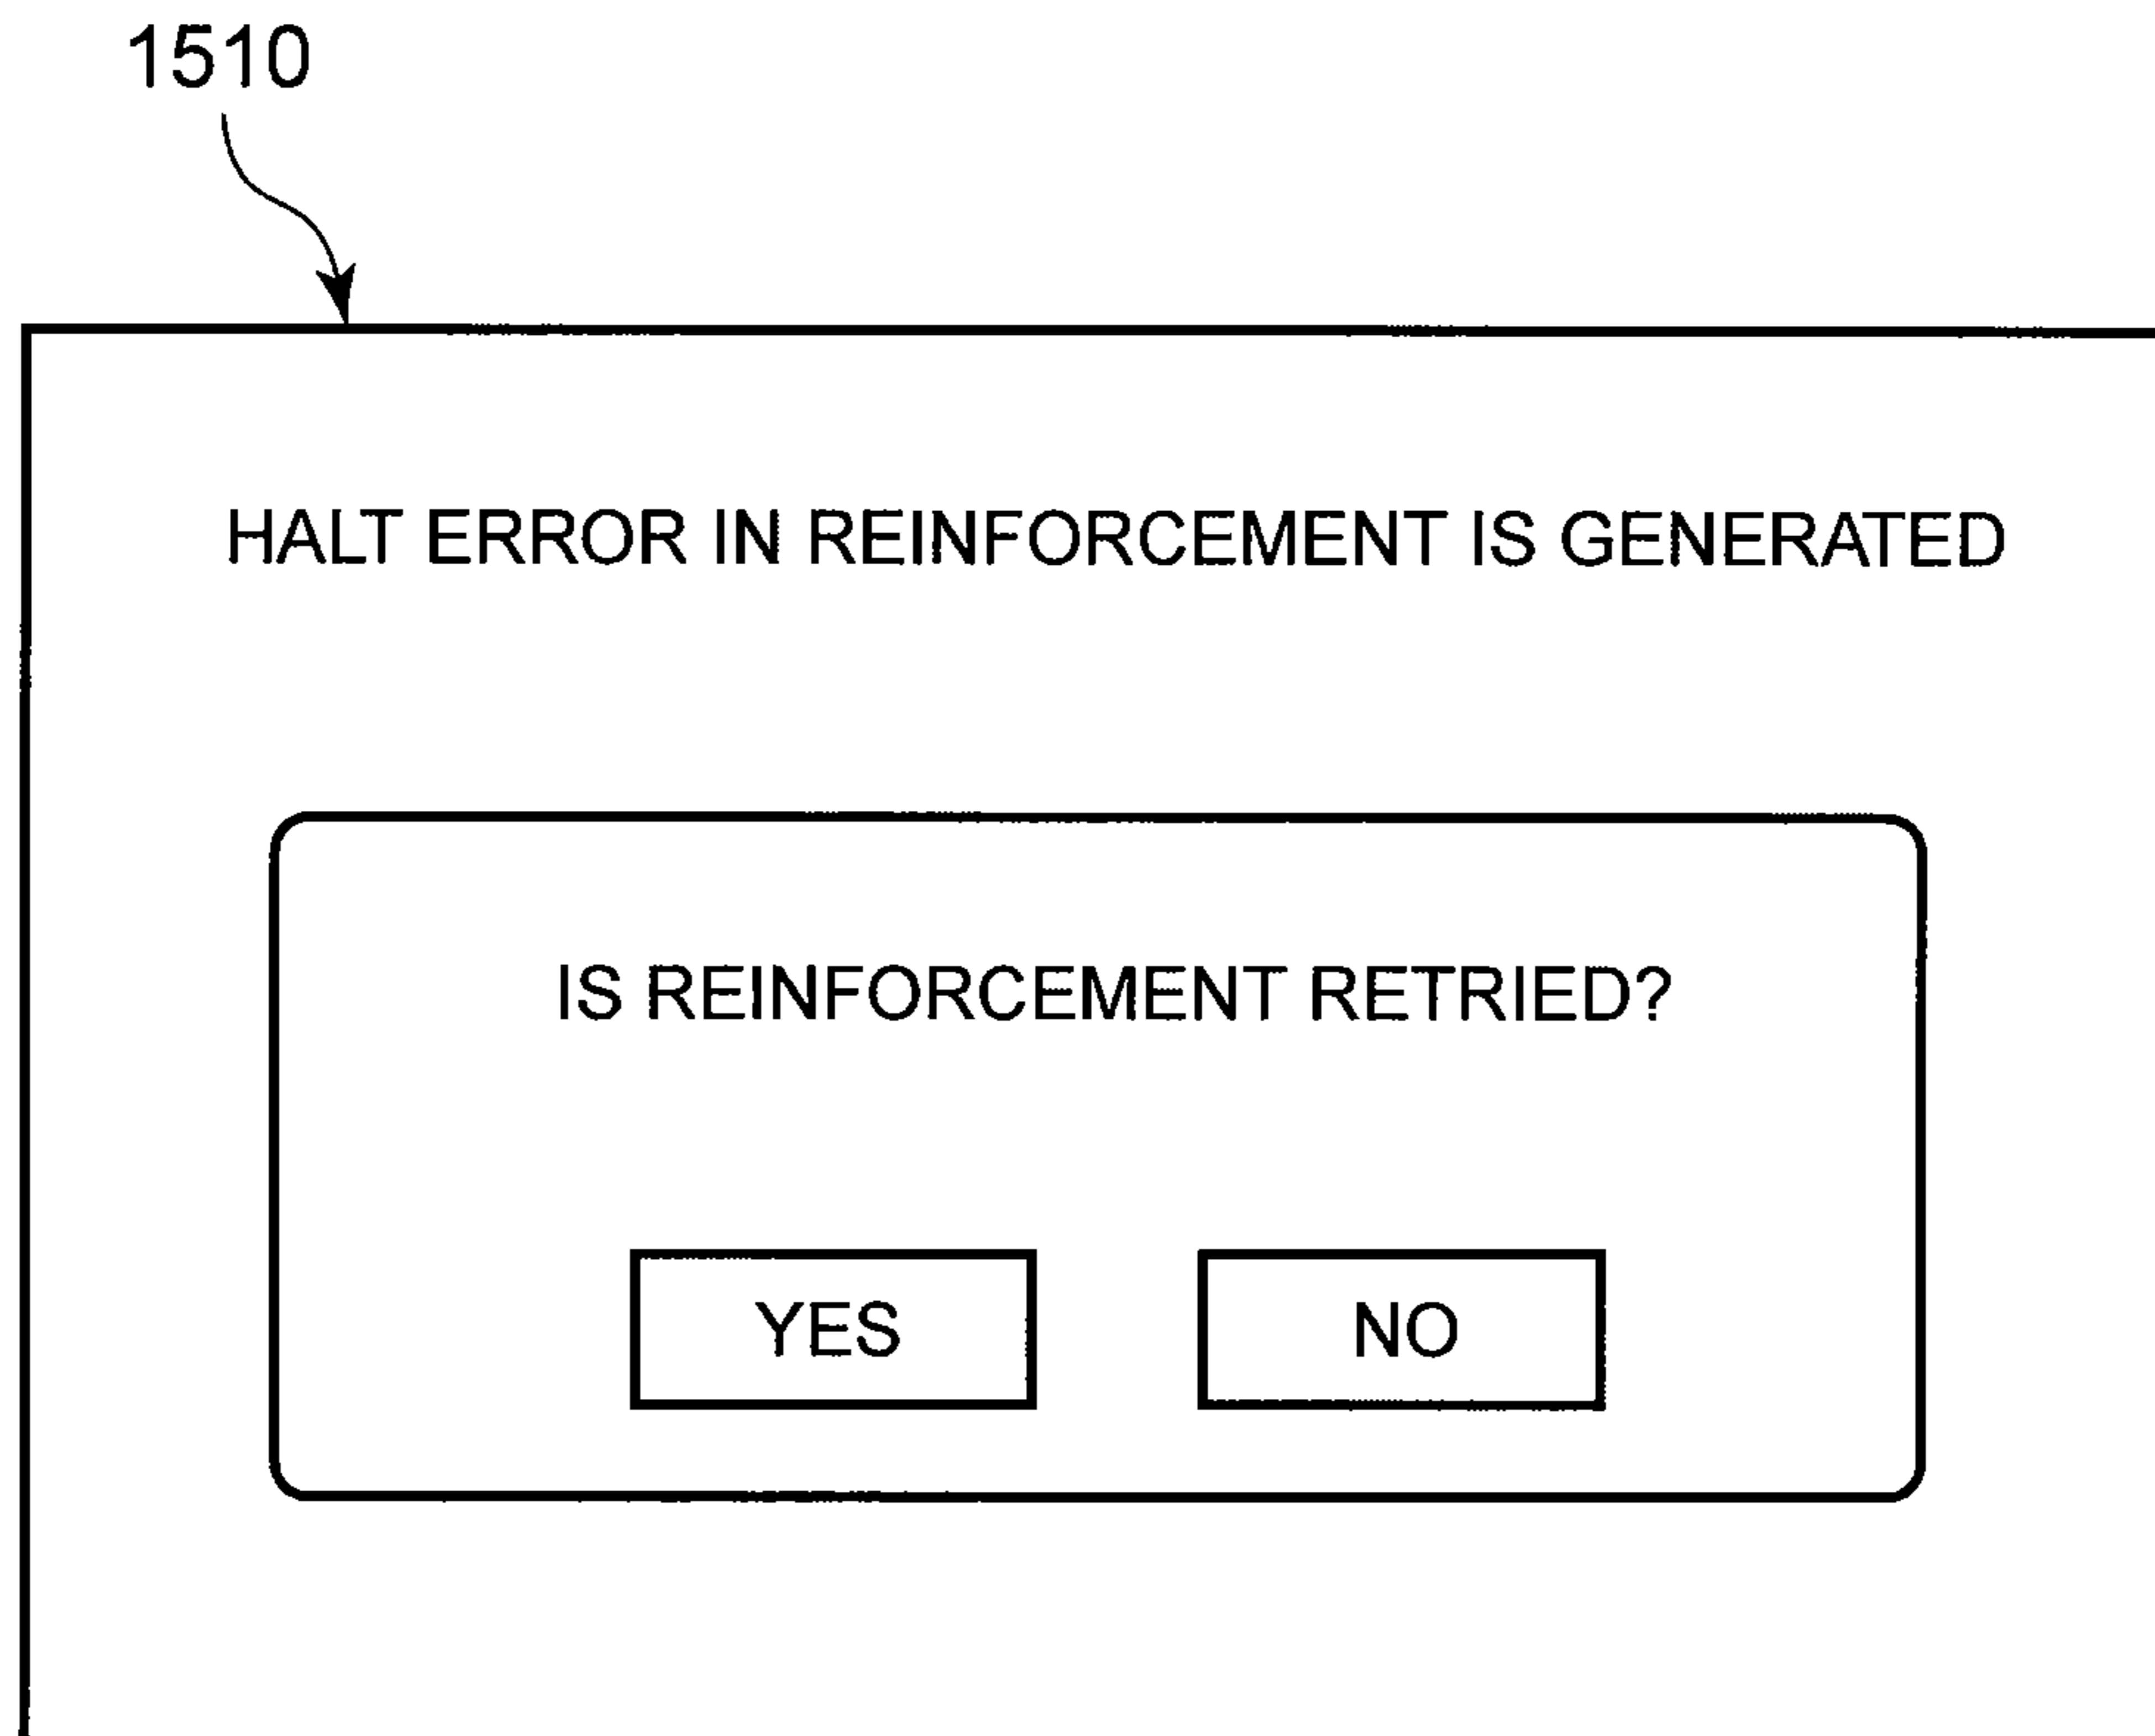 1510
HALT ERROR IN REINFORCEMENT IS GENERATED
IS REINFORCEMENT RETRIED?
YES NO